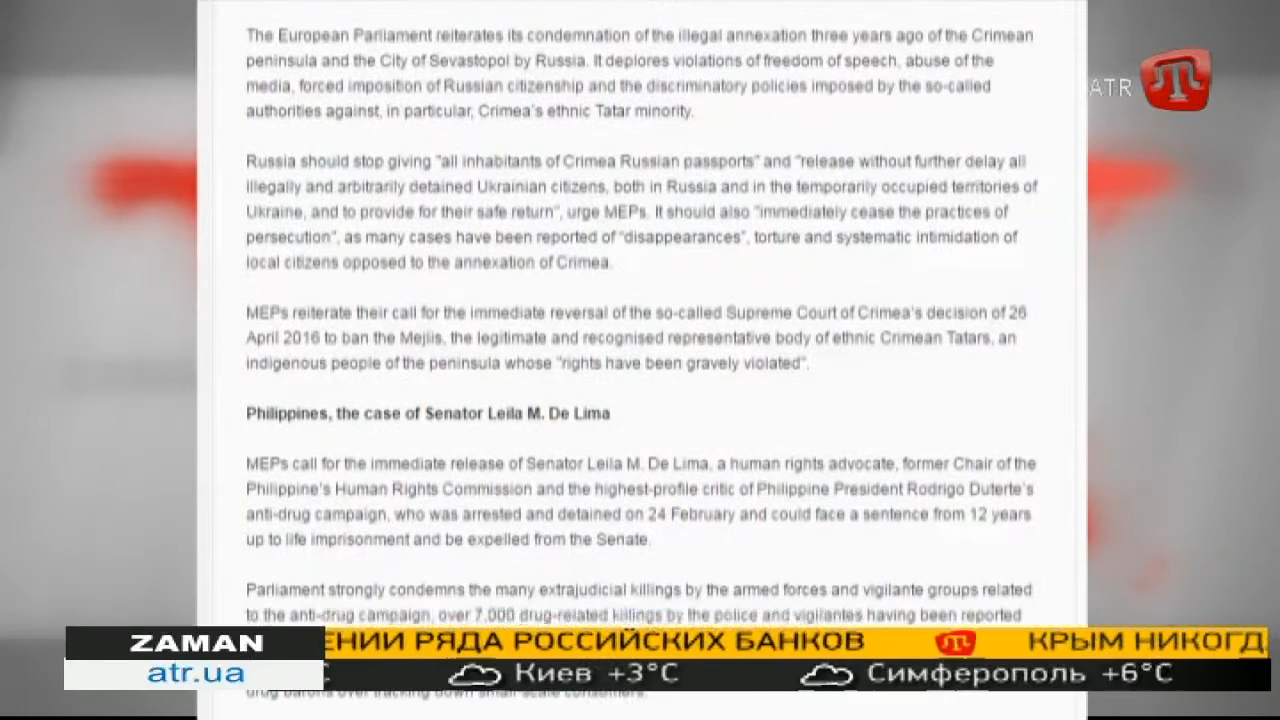 The European Parliament reiterates its condemnation of the illegal annexation three years ago of the Crimean
peninsula and the City of Sevastopol by Russia. It deplores violations of freedom of speech, abuse of the
media, forced imposition of Russian citizenship and the discriminatory policies imposed by the so-called
authorities against, in particular, Crimea's ethnic Tatar minority.
ATR
Russia should stop giving "all inhabitants of Crimea Russian passports" and "release without further delay all
illegally and arbitrarily detained Ukrainian citizens, both in Russia and in the temporarily occupied territories of
Ukraine, and to provide for their safe return", urge MEPs. It should also "immediately cease the practices of
persecution", as many cases have been reported of "disappearances", torture and systematic intimidation of
local citizens opposed to the annexation of Crimea.
MEPs reiterate their call for the immediate reversal of the so-called Supreme Court of Crimea's decision of 26
April 2016 to ban the Mejlis, the legitimate and recognised representative body of ethnic Crimean Tatars, an
indigenous people of the peninsula whose "rights have been gravely violated".
Philippines, the case of Senator Leila M. De Lima
MEPs call for the immediate release of Senator Leila M. De Lima, a human rights advocate, former Chair of the
Philippine's Human Rights Commission and the highest-profile critic of Philippine President Rodrigo Duterte's
anti-drug campaign, who was arrested and detained on 24 February and could face a sentence from 12 years
up to life imprisonment and be expelled from the Senate.
Parliament strongly condemns the many extrajudicial killings by the armed forces and vigilante groups related
to the anti-drug campaign, over 7,000 drug-related killings by the police and vigilantes having been reported
ZAMAN
ЕНИИ РЯДА РОССИЙСКИХ БАНКОВ КРЫМ НИКОГД
atr.ua
C Киев +3°C Симферополь +6°C